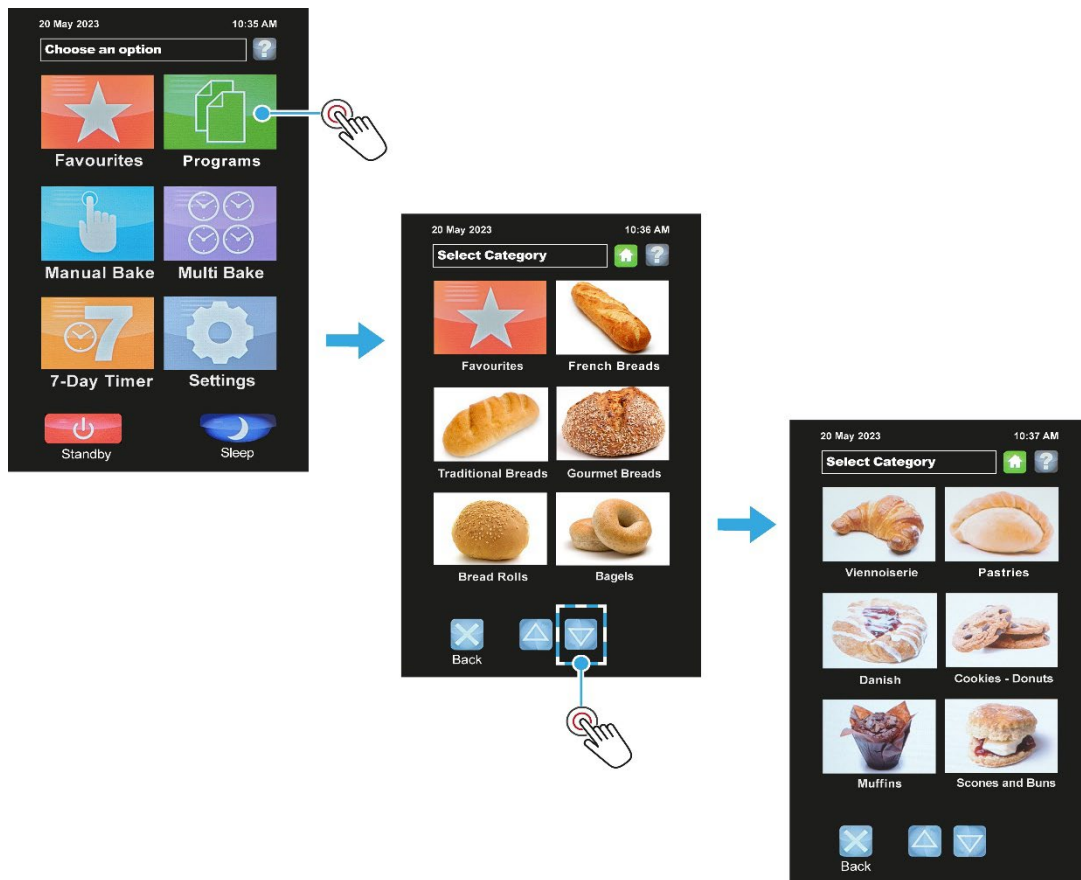 20 May 2023 10:35 AM
Choose an option ?
Favourites Programs
Manual Bake Multi Bake
7
7-Day Timer Settings
Standby Sleep
20 May 2023 10:36 AM
Select Category ?
Favourites French Breads
Traditional Breads Gourmet Breads
Bread Rolls Bagels
Back
20 May 2023 10:37 AM
Select Category ?
Viennoiserie Pastries
Danish Cookies - Donuts
Muffins Scones and Buns
Back